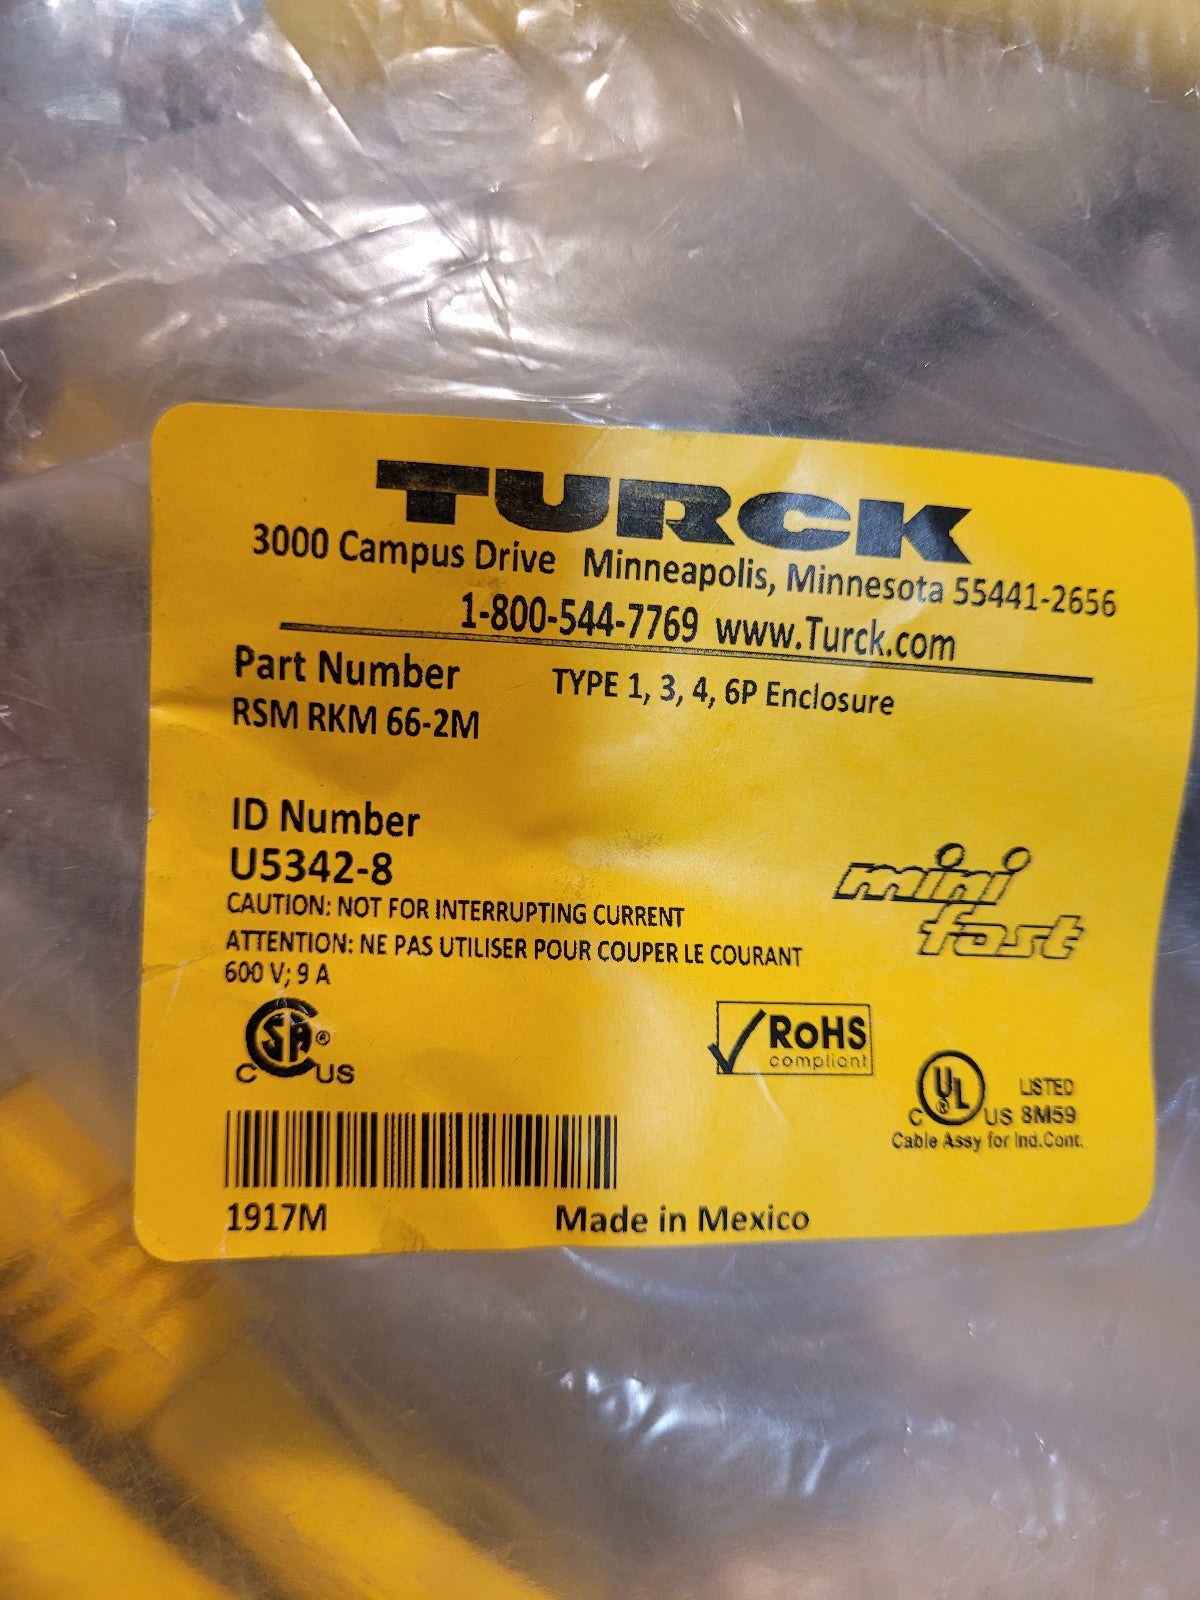 TURCK
3000 Campus Drive Minneapolis, Minnesota 55441-2656
1-800-544-7769 www.Turck.com
Part Number TYPE 1, 3, 4, 6P Enclosure
RSM RKM 66-2M
ID Number
U5342-8
CAUTION: NOT FOR INTERRUPTING CURRENT
ATTENTION: NE PAS UTILISER POUR COUPER LE COURANT
600 V; 9 A
mini
fast
CSA ®
C US
RoHS
compliant
C UL ® US LISTED
8M59
Cable Assy for Ind.Cont.
1917M Made in Mexico